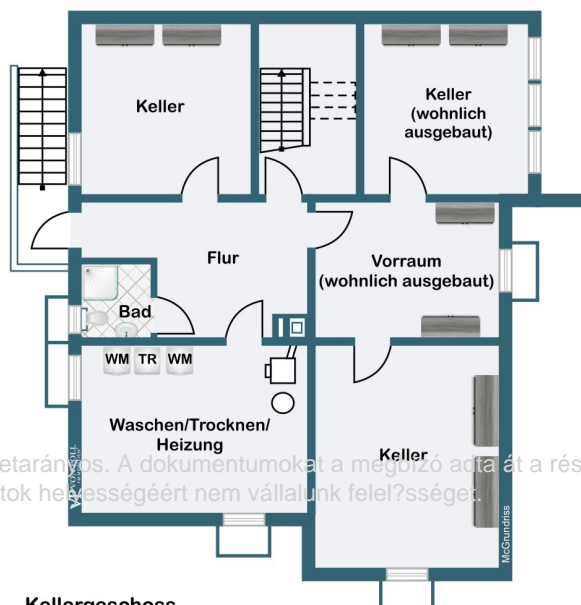 Keller
Keller
(wohnlich
ausgebaut)
Flur
Vorraum
(wohnlich ausgebaut)
Bad
WM TR WM
Waschen/Trocknen/
Heizung
Keller
etarányos. A dokumentumokat a megbízó adta át a rés
tok helyességéért nem vállalunk felel?sséget.
McGrundriss
Kellergeschoss